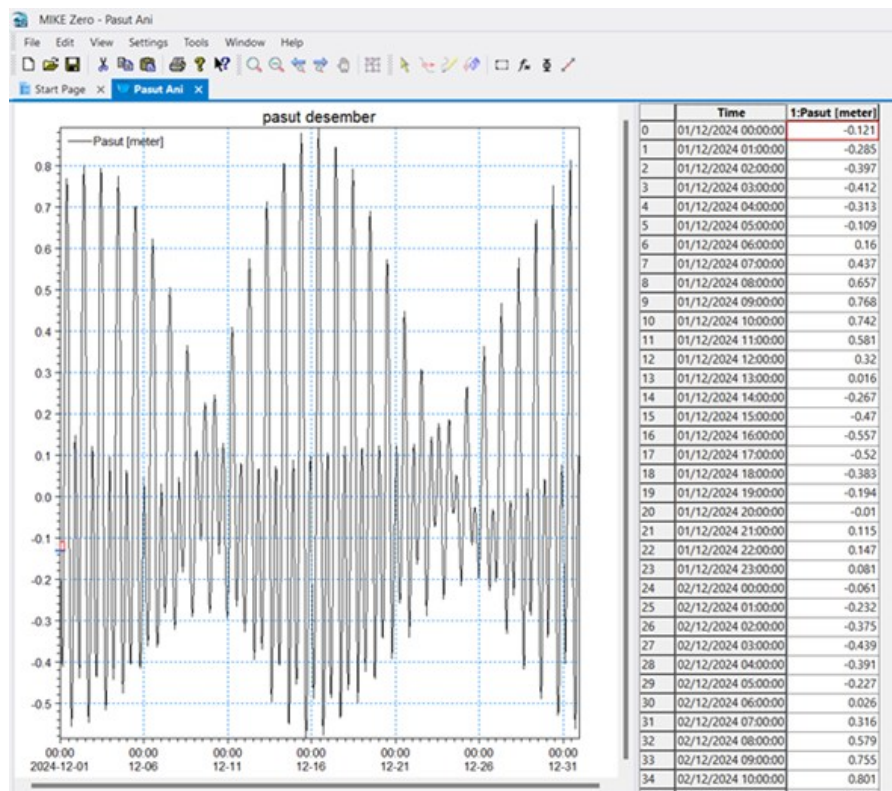 MIKE Zero - Pasut Ani
File Edit View Settings Tools Window Help
Start Page X Pasut Ani X
pasut desember
Pasut [meter]
0.8
0.7
0.6
0.5
0.4
0.3
0.2
0.1
0.0
-0.1
-0.2
-0.3
-0.4
-0.5
00:00 00:00 00:00 00:00 00:00 00:00 00:00
2024-12-01 12-06 12-11 12-16 12-21 12-26 12-31
Time 1:Pasut [meter]
0 01/12/2024 00:00:00 -0.121
1 01/12/2024 01:00:00 -0.285
2 01/12/2024 02:00:00 -0.397
3 01/12/2024 03:00:00 -0.412
4 01/12/2024 04:00:00 -0.313
5 01/12/2024 05:00:00 -0.109
6 01/12/2024 06:00:00 0.16
7 01/12/2024 07:00:00 0.437
8 01/12/2024 08:00:00 0.657
9 01/12/2024 09:00:00 0.768
10 01/12/2024 10:00:00 0.742
11 01/12/2024 11:00:00 0.581
12 01/12/2024 12:00:00 0.32
13 01/12/2024 13:00:00 0.016
14 01/12/2024 14:00:00 -0.267
15 01/12/2024 15:00:00 -0.47
16 01/12/2024 16:00:00 -0.557
17 01/12/2024 17:00:00 -0.52
18 01/12/2024 18:00:00 -0.383
19 01/12/2024 19:00:00 -0.194
20 01/12/2024 20:00:00 -0.01
21 01/12/2024 21:00:00 0.115
22 01/12/2024 22:00:00 0.147
23 01/12/2024 23:00:00 0.081
24 02/12/2024 00:00:00 -0.061
25 02/12/2024 01:00:00 -0.232
26 02/12/2024 02:00:00 -0.375
27 02/12/2024 03:00:00 -0.439
28 02/12/2024 04:00:00 -0.391
29 02/12/2024 05:00:00 -0.227
30 02/12/2024 06:00:00 0.026
31 02/12/2024 07:00:00 0.316
32 02/12/2024 08:00:00 0.579
33 02/12/2024 09:00:00 0.755
34 02/12/2024 10:00:00 0.801